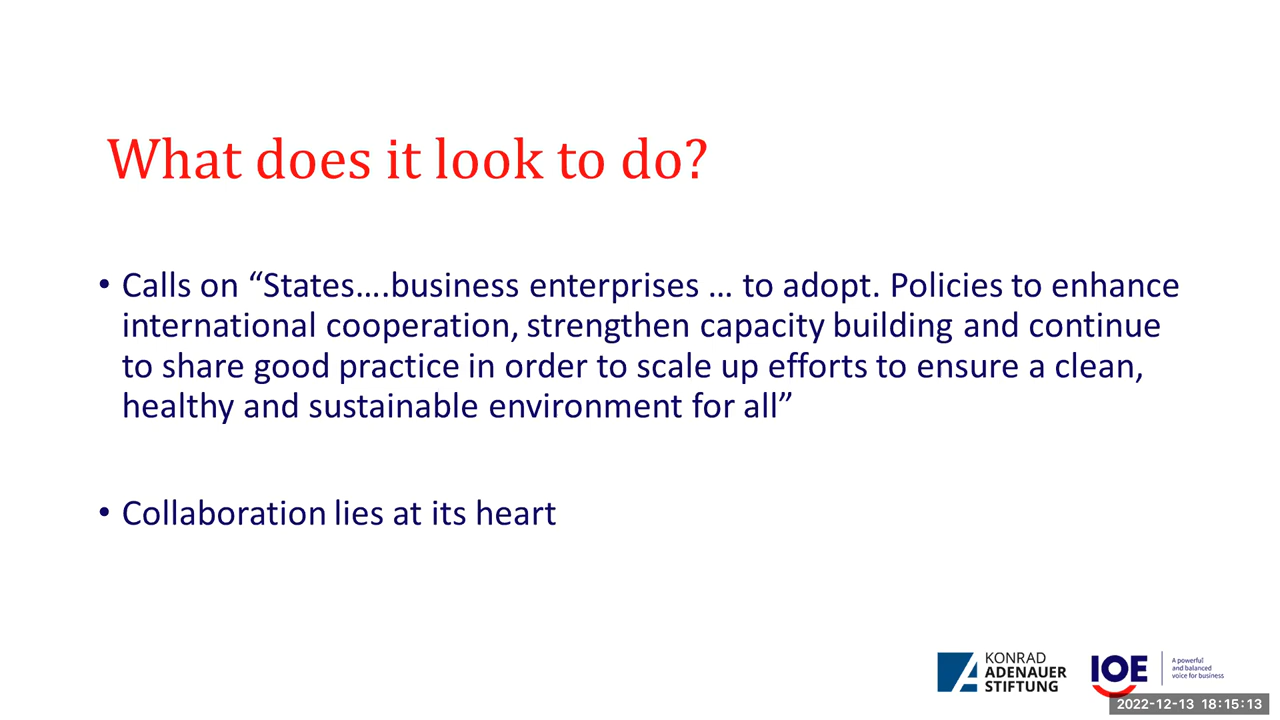 What does it look to do?
• Calls on “States….business enterprises … to adopt. Policies to enhance
international cooperation, strengthen capacity building and continue
to share good practice in order to scale up efforts to ensure a clean,
healthy and sustainable environment for all”
• Collaboration lies at its heart
KONRAD
ADENAUER
STIFTUNG
IOE
A powerful
and balanced
voice for business
2022-12-13 18:15:13